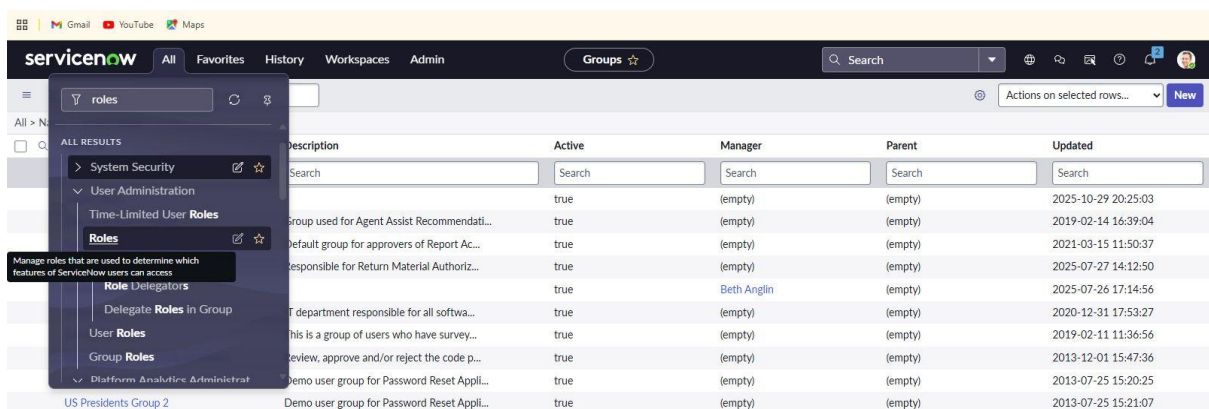 Gmail YouTube Maps
servicenow All Favorites History Workspaces Admin Groups Search 2
roles Actions on selected rows... New
All > Na
ALL RESULTS Description Active Manager Parent Updated
System Security Search Search Search Search Search
User Administration
true (empty) (empty) 2025-10-29 20:25:03
Time-Limited User Roles
Group used for Agent Assist Recommendati... true (empty) (empty) 2019-02-14 16:39:04
Roles Default group for approvers of Report Ac... true (empty) (empty) 2021-03-15 11:50:37
Manage roles that are used to determine which
features of ServiceNow users can access
Responsible for Return Material Authoriz... true (empty) (empty) 2025-07-27 14:12:50
Role Delegators true Beth Anglin (empty) 2025-07-26 17:14:56
Delegate Roles in Group IT department responsible for all softwa... true (empty) (empty) 2020-12-31 17:53:27
User Roles This is a group of users who have survey... true (empty) (empty) 2019-02-11 11:36:56
Group Roles Review, approve and/or reject the code p... true (empty) (empty) 2013-12-01 15:47:36
Platform Analytics Administrat Demo user group for Password Reset Appli... true (empty) (empty) 2013-07-25 15:20:25
US Presidents Group 2 Demo user group for Password Reset Appli... true (empty) (empty) 2013-07-25 15:21:07